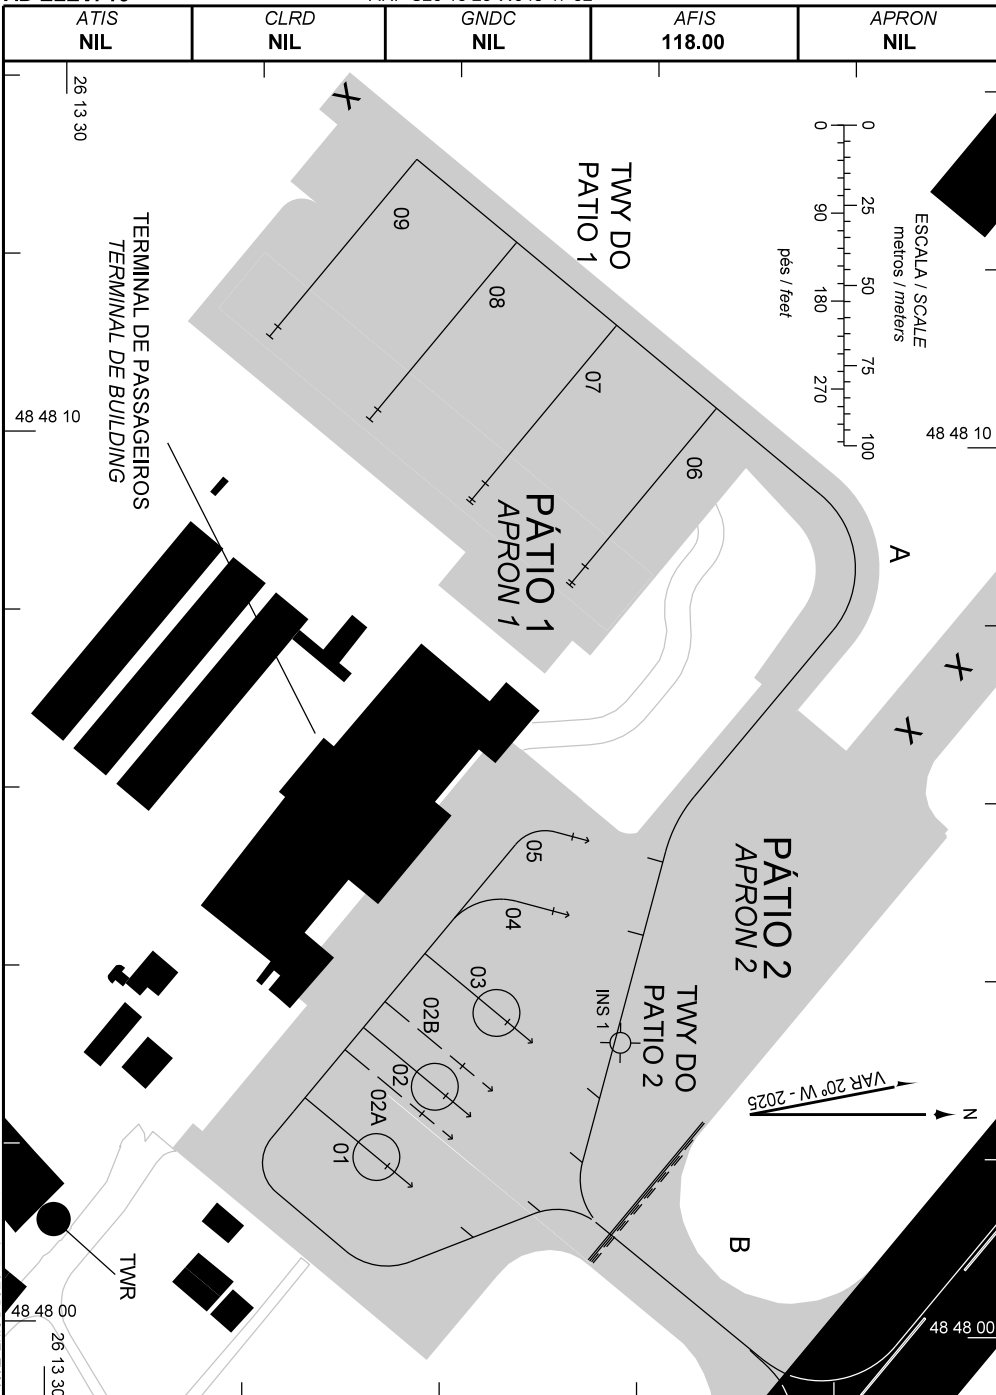 ATIS
NIL
CLRD
NIL
GNDC
NIL
AFIS
118.00
APRON
NIL
26 13 30
48 48 10
TERMINAL DE PASSAGEIROS
TERMINAL DE BUILDING
TWY DO
PATIO 1
ESCALA / SCALE
metros / meters
0 25 50 75 100
0 90 180 270
pés / feet
48 48 10
09
08
07
06
PÁTIO 1
APRON 1
A
X
X
X
05
04
03
02B
02
02A
01
PÁTIO 2
APRON 2
TWY DO
PATIO 2
INS 1
VAR 20º W - 2025
N
B
TWR
48 48 00
26 13 30
48 48 00